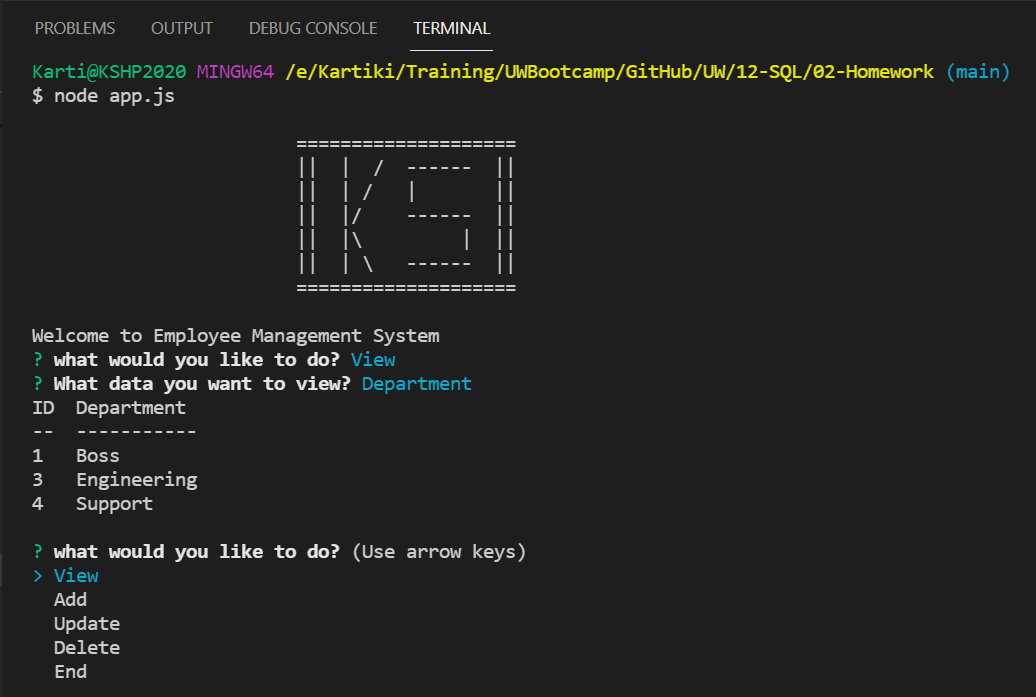 PROBLEMS OUTPUT DEBUG CONSOLE TERMINAL
Karti@KSHP2020 MINGW64 /e/Kartiki/Training/UWBootcamp/GitHub/UW/12-SQL/02-Homework (main)
$ node app.js
====================
||  |  /  ------  ||
||  | /   |       ||
||  |/    ------  ||
||  |\         |  ||
||  | \   ------  ||
====================
Welcome to Employee Management System
? what would you like to do? View
? What data you want to view? Department
ID  Department
--  -----------
1   Boss
3   Engineering
4   Support
? what would you like to do? (Use arrow keys)
> View
  Add
  Update
  Delete
  End